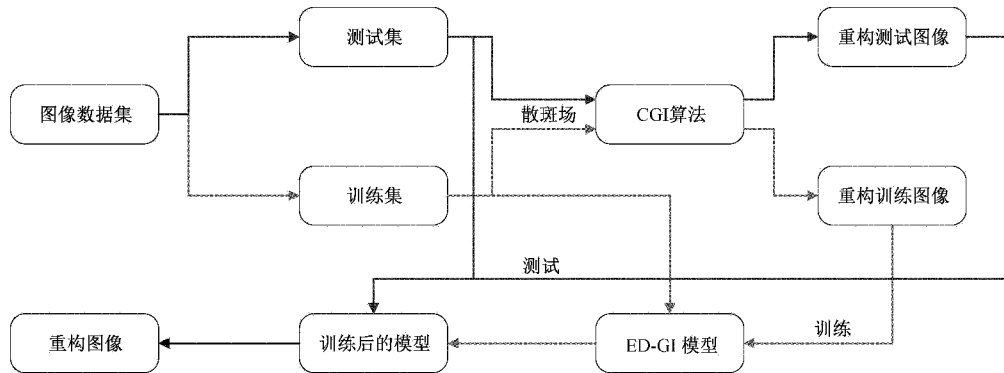 测试集
重构测试图像
图像数据集
散斑场
CGI算法
训练集
重构训练图像
测试
重构图像
训练后的模型
ED-GI 模型
训练